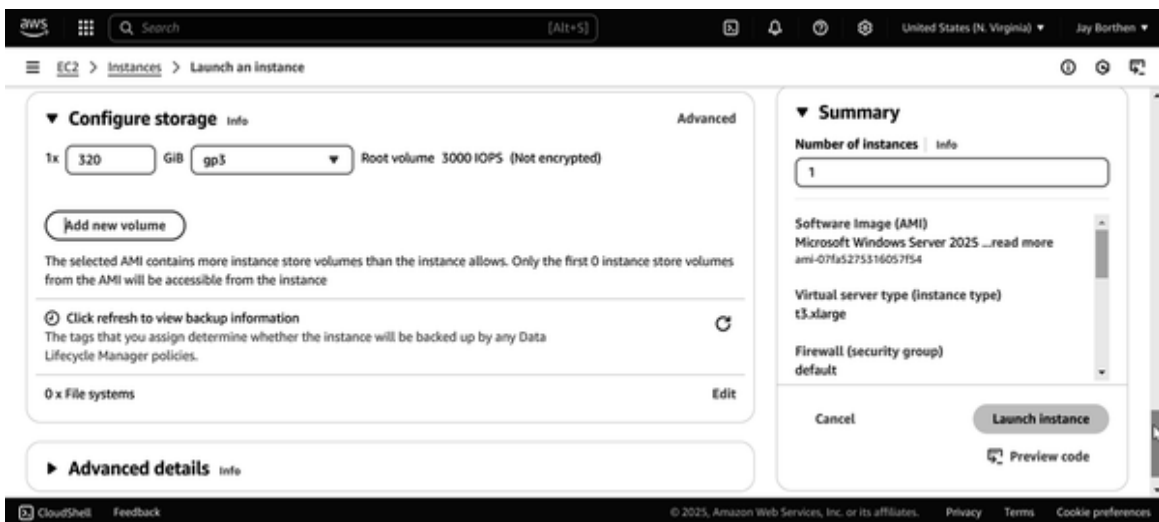 aws Search [Alt+S] United States (N. Virginia) Jay Borthen
EC2 > Instances > Launch an instance
Configure storage Info Advanced
1x 320 GiB gp3 Root volume 3000 IOPS (Not encrypted)
Add new volume
The selected AMI contains more instance store volumes than the instance allows. Only the first 0 instance store volumes
from the AMI will be accessible from the instance
Click refresh to view backup information
The tags that you assign determine whether the instance will be backed up by any Data
Lifecycle Manager policies.
0 x File systems Edit
Advanced details Info
Summary
Number of instances | Info
1
Software Image (AMI)
Microsoft Windows Server 2025 ...read more
ami-07fa5275316057f54
Virtual server type (instance type)
t3.xlarge
Firewall (security group)
default
Cancel Launch instance
Preview code
CloudShell Feedback © 2025, Amazon Web Services, Inc. or its affiliates. Privacy Terms Cookie preferences